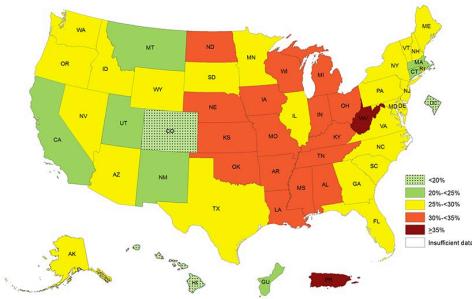 WA
OR
CA
NV
ID
MT
WY
UT
AZ
CO
NM
ND
SD
NE
KS
OK
TX
MN
IA
MO
AR
LA
WI
IL
MI
IN
OH
KY
TN
MS
AL
GA
FL
SC
NC
VA
WV
PA
NY
VT
NH
ME
MA
RI
CT
NJ
DE
MD
DC
AK
HI
GU
PR
<20%
20%-<25%
25%-<30%
30%-<35%
≥35%
Insufficient data